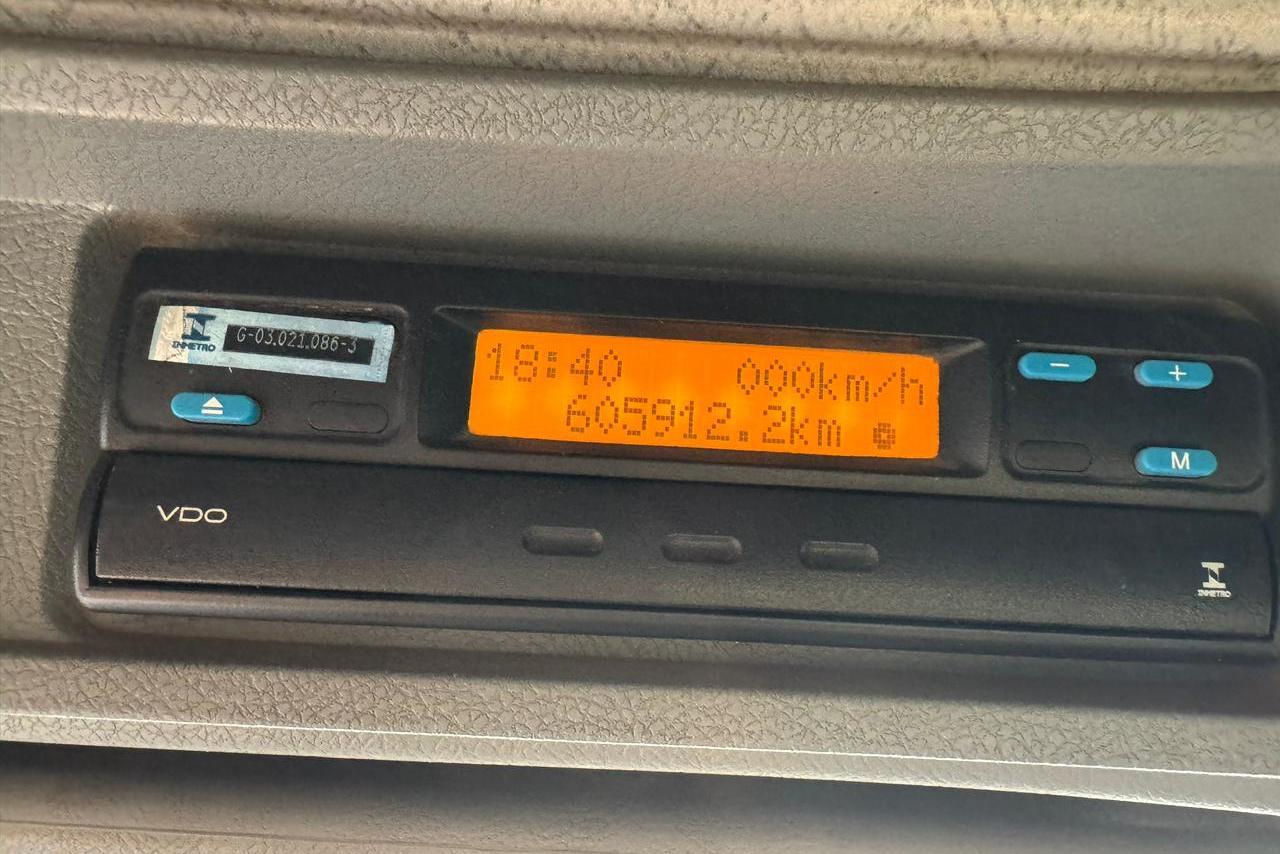 INMETRO G-03.021.086-3
18:40 000km/h
605912.2km
− +
M
VDO
INMETRO